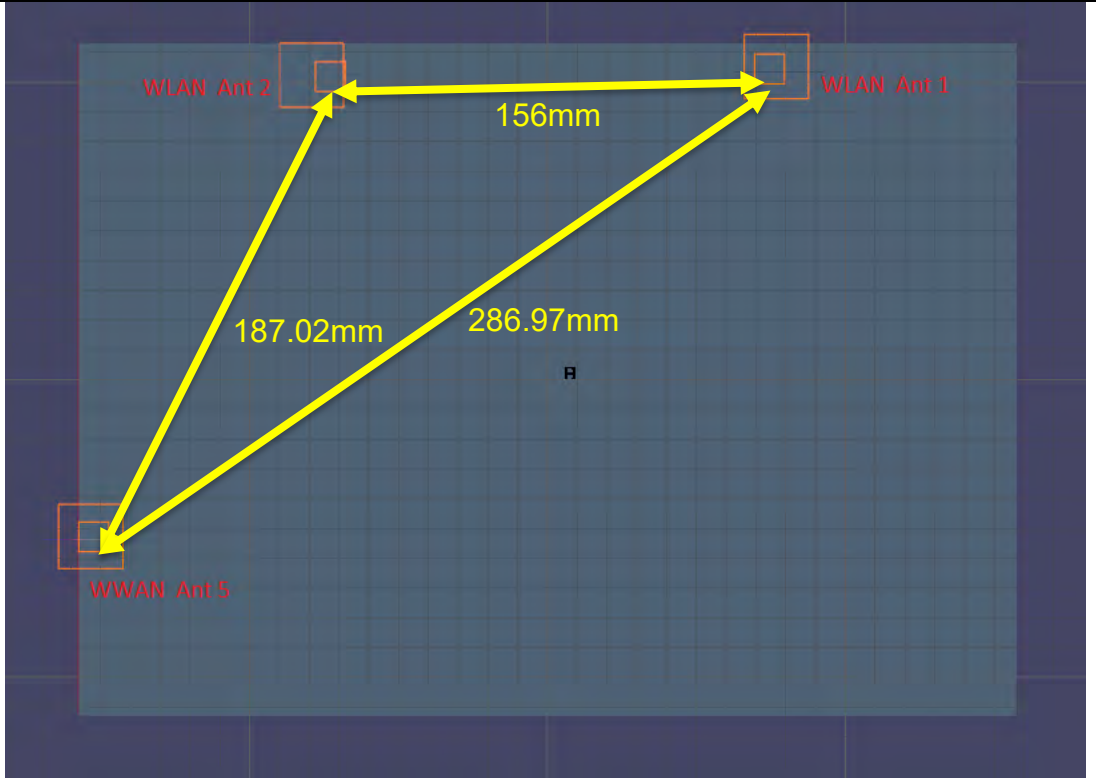 WLAN Ant 2
WLAN Ant 1
156mm
187.02mm
286.97mm
WWAN Ant 5